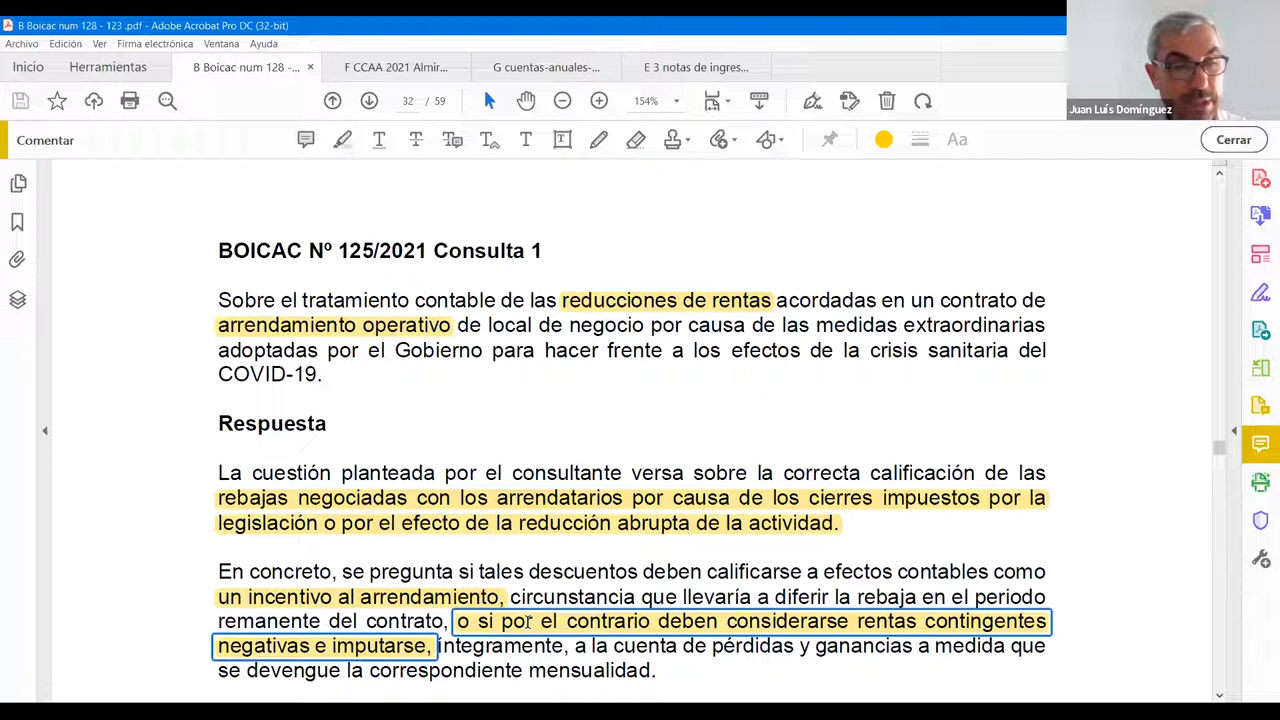 B Boicac num 128 - 123 .pdf - Adobe Acrobat Pro DC (32-bit)
Archivo Edición Ver Firma electrónica Ventana Ayuda
Inicio Herramientas B Boicac num 128 -... × F CCAA 2021 Almir... G cuentas-anuales-... E 3 notas de ingres...
32 / 59 154%
Juan Luís Domínguez
Comentar Aa Cerrar
BOICAC Nº 125/2021 Consulta 1
Sobre el tratamiento contable de las reducciones de rentas acordadas en un contrato de
arrendamiento operativo de local de negocio por causa de las medidas extraordinarias
adoptadas por el Gobierno para hacer frente a los efectos de la crisis sanitaria del
COVID-19.
Respuesta
La cuestión planteada por el consultante versa sobre la correcta calificación de las
rebajas negociadas con los arrendatarios por causa de los cierres impuestos por la
legislación o por el efecto de la reducción abrupta de la actividad.
En concreto, se pregunta si tales descuentos deben calificarse a efectos contables como
un incentivo al arrendamiento, circunstancia que llevaría a diferir la rebaja en el periodo
remanente del contrato, o si por el contrario deben considerarse rentas contingentes
negativas e imputarse, íntegramente, a la cuenta de pérdidas y ganancias a medida que
se devengue la correspondiente mensualidad.